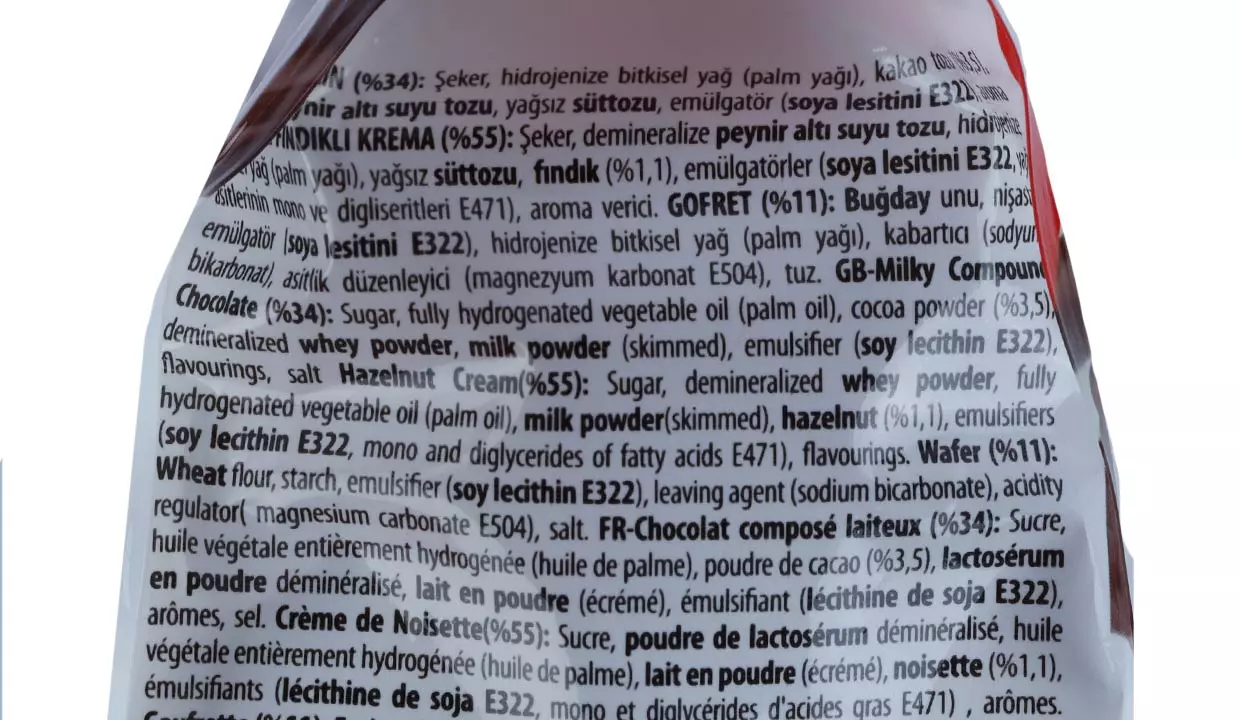 (%34): Şeker, hidrojenize bitkisel yağ (palm yağı), kakao tozu (%3,5),
altı suyu tozu, yağsız süttozu, emülgatör (soya lesitini E322), aroma
FINDIKLI KREMA (%55): Şeker, demineralize peynir altı suyu tozu, hidrojenize
yağ (palm yağı), yağsız süttozu, fındık (%1,1), emülgatörler (soya lesitini E322,
asitlerinin mono ve digliseritleri E471), aroma verici. GOFRET (%11): Buğday unu,
emülgatör (soya lesitini E322), hidrojenize bitkisel yağ (palm yağı), kabartıcı (sodyum
bikarbonat), asitlik düzenleyici (magnezyum karbonat E504), tuz. GB-Milky Compound
Chocolate (%34): Sugar, fully hydrogenated vegetable oil (palm oil), cocoa powder (%3,5),
demineralized whey powder, milk powder (skimmed), emulsifier (soy lecithin E322),
flavourings, salt Hazelnut Cream(%55): Sugar, demineralized whey powder, fully
hydrogenated vegetable oil (palm oil), milk powder(skimmed), hazelnut (%1,1), emulsifiers
(soy lecithin E322, mono and diglycerides of fatty acids E471), flavourings. Wafer (%11):
Wheat flour, starch, emulsifier (soy lecithin E322), leaving agent (sodium bicarbonate), acidity
regulator( magnesium carbonate E504), salt. FR-Chocolat composé laiteux (%34): Sucre,
huile végétale entièrement hydrogénée (huile de palme), poudre de cacao (%3,5), lactosérum
en poudre déminéralisé, lait en poudre (écrémé), émulsifiant (lécithine de soja E322),
arômes, sel. Crème de Noisette(%55): Sucre, poudre de lactosérum déminéralisé, huile
végétale entièrement hydrogénée (huile de palme), lait en poudre (écrémé), noisette (%1,1),
émulsifiants (lécithine de soja E322, mono et diglycérides d'acides gras E471) , arômes.